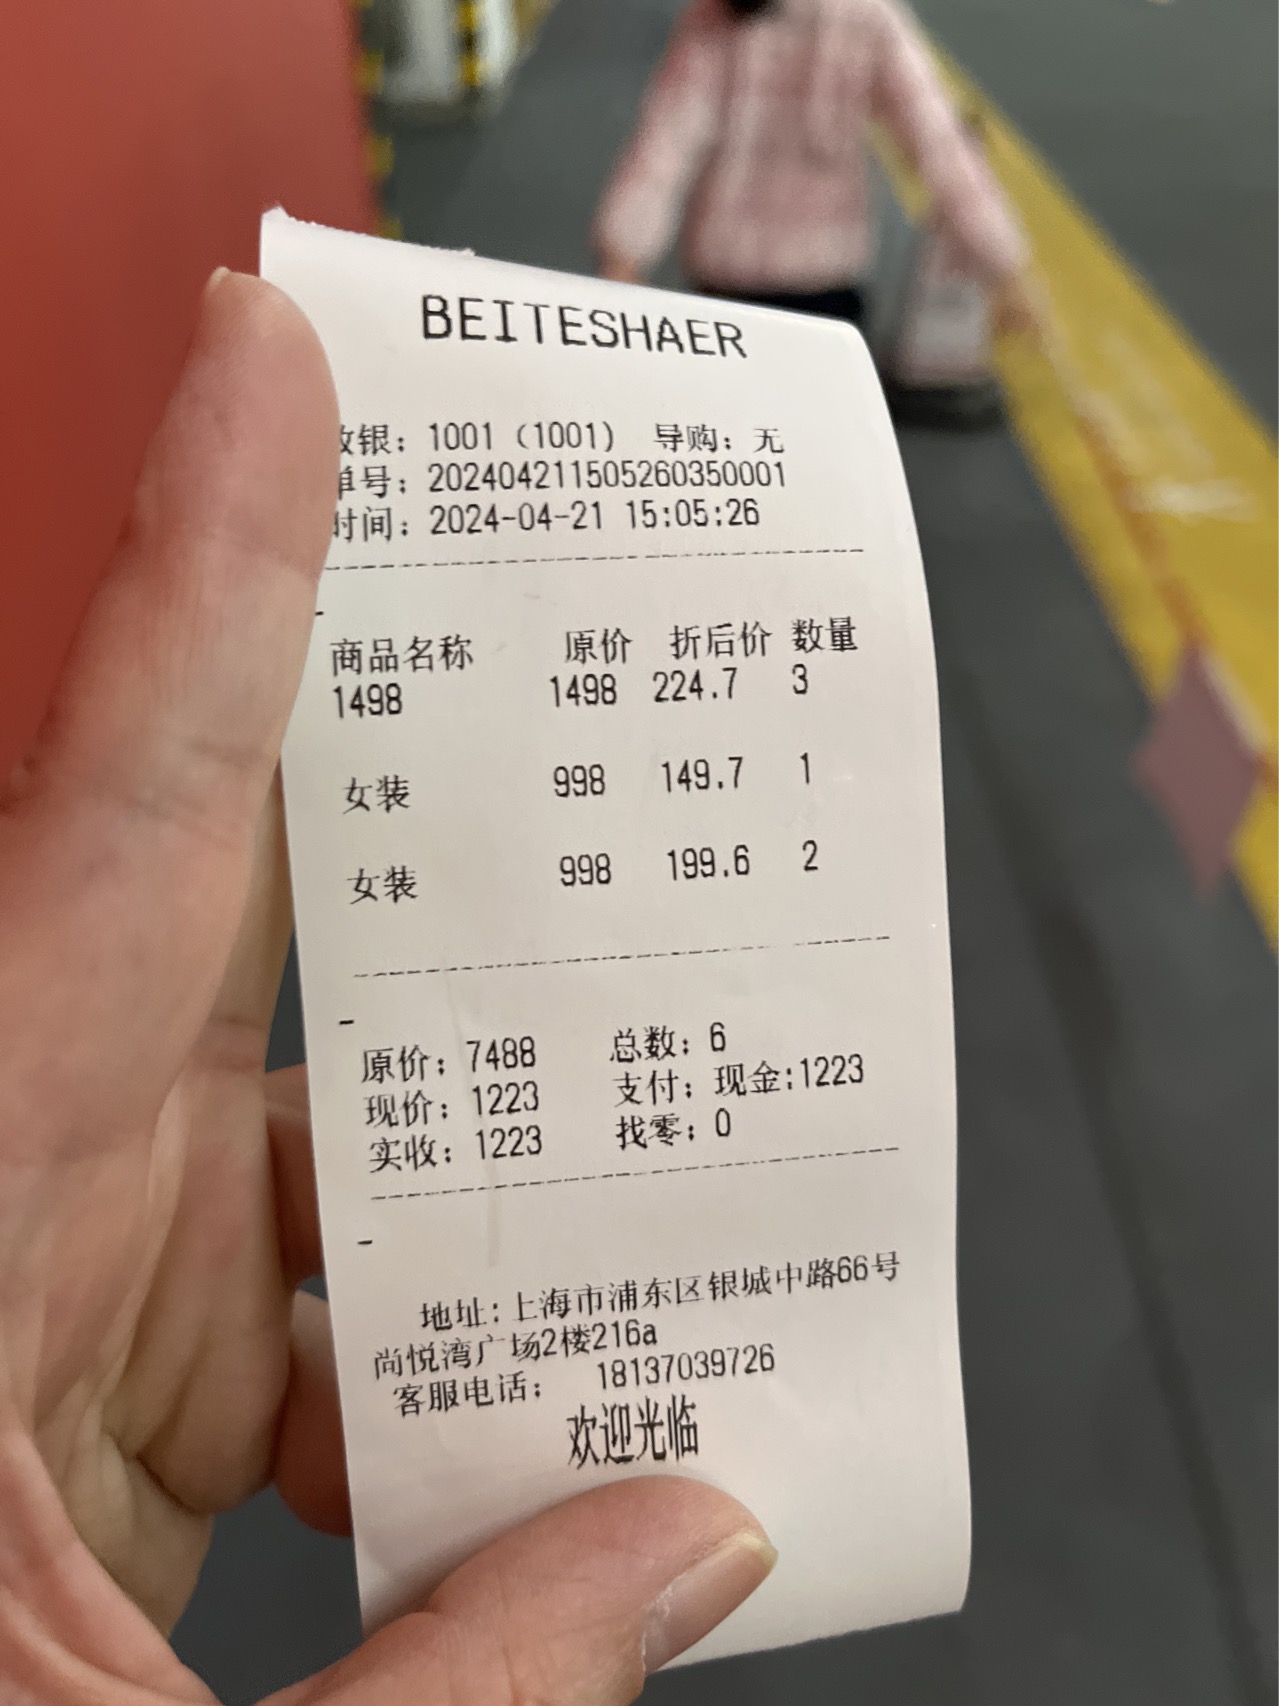 BEITESHAER
收银：1001（1001） 导购：无
单号：202404211505260350001
时间：2024-04-21 15:05:26
商品名称 原价 折后价 数量
1498 1498 224.7 3
女装 998 149.7 1
女装 998 199.6 2
原价：7488 总数：6
现价：1223 支付：现金:1223
实收：1223 找零：0
地址:上海市浦东区银城中路66号
尚悦湾广场2楼216a
客服电话： 18137039726
欢迎光临